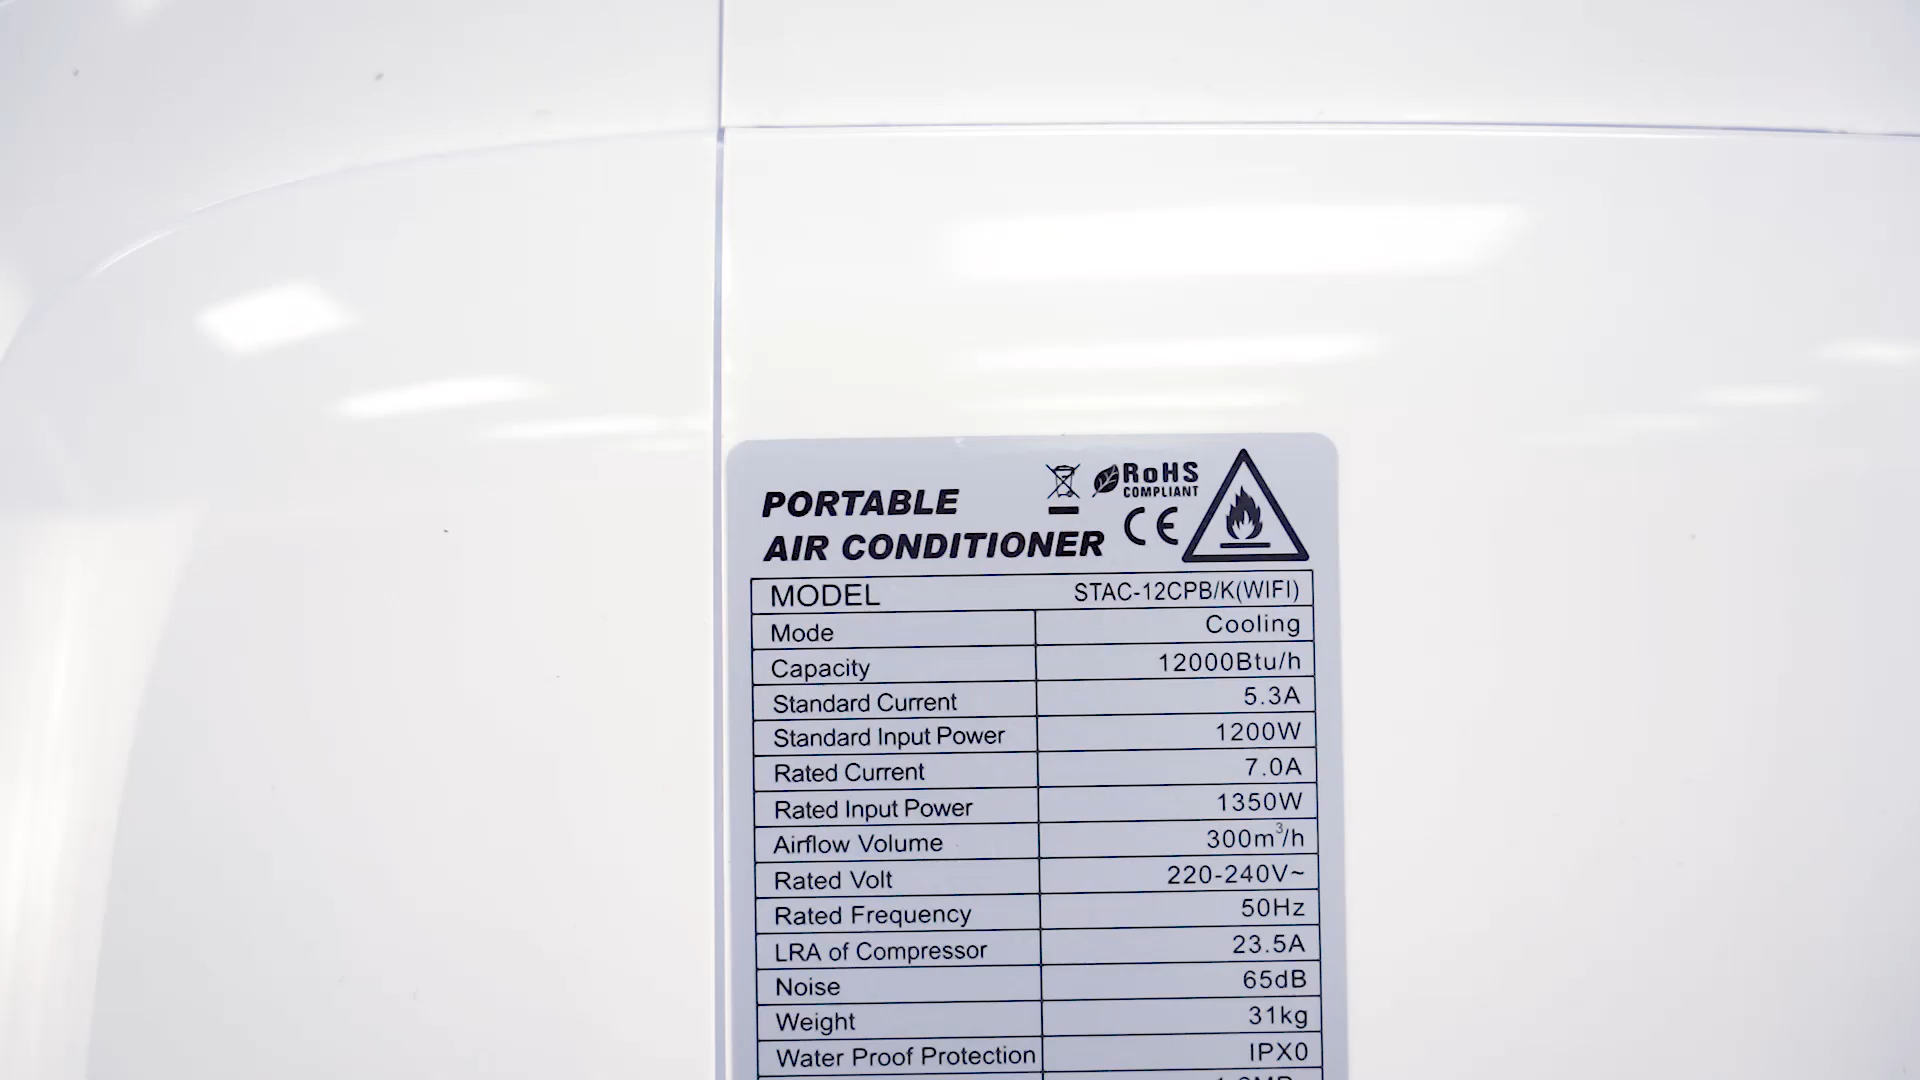 PORTABLE
AIR CONDITIONER
RoHS
COMPLIANT
CE
MODEL STAC-12CPB/K(WIFI)
Mode Cooling
Capacity 12000Btu/h
Standard Current 5.3A
Standard Input Power 1200W
Rated Current 7.0A
Rated Input Power 1350W
Airflow Volume 300m³/h
Rated Volt 220-240V~
Rated Frequency 50Hz
LRA of Compressor 23.5A
Noise 65dB
Weight 31kg
Water Proof Protection IPX0